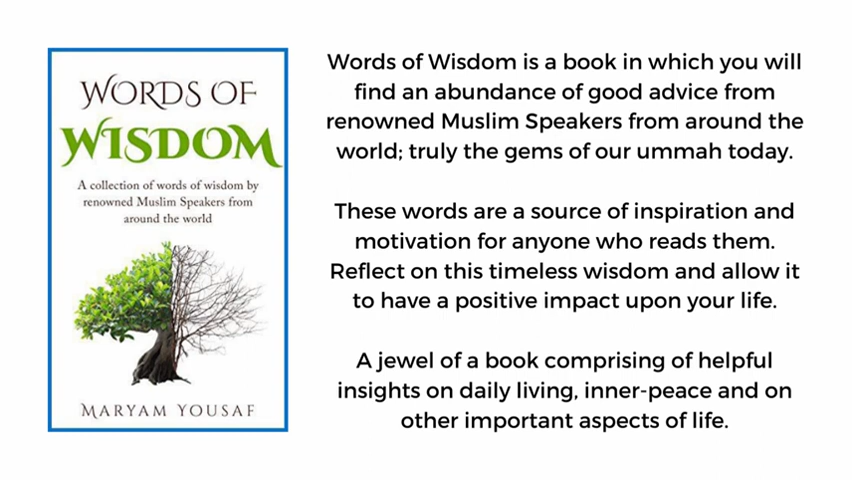 WORDS OF
WISDOM
A collection of words of wisdom by
renowned Muslim Speakers from
around the world
MARYAM YOUSAF
Words of Wisdom is a book in which you will
find an abundance of good advice from
renowned Muslim Speakers from around the
world; truly the gems of our ummah today.
These words are a source of inspiration and
motivation for anyone who reads them.
Reflect on this timeless wisdom and allow it
to have a positive impact upon your life.
A jewel of a book comprising of helpful
insights on daily living, inner-peace and on
other important aspects of life.